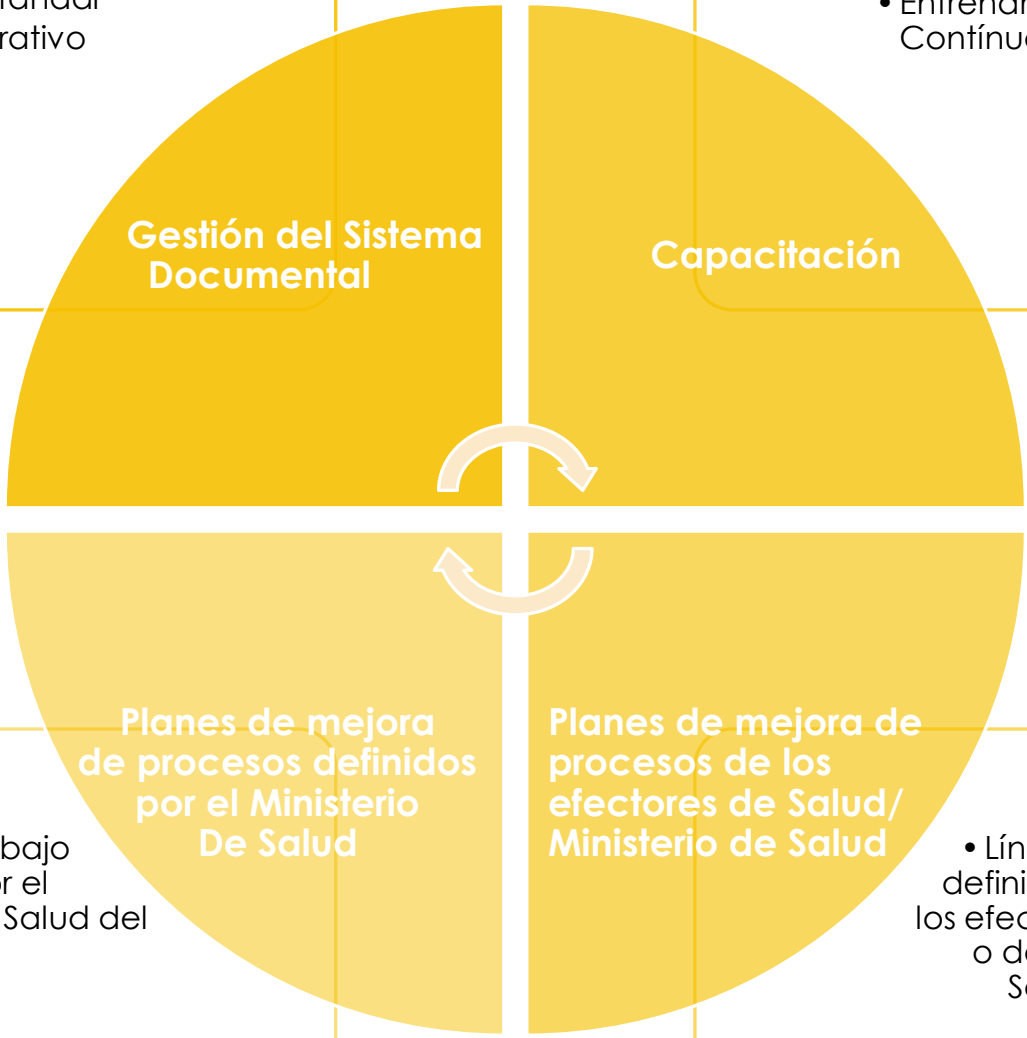 rativo
• Entrenam
Contínuo
Gestión del Sistema
Documental
Capacitación
Planes de mejora
de procesos definidos
por el Ministerio
De Salud
Planes de mejora de
procesos de los
efectores de Salud/
Ministerio de Salud
bajo
r el
Salud del
• Lín
defini
los efec
o de